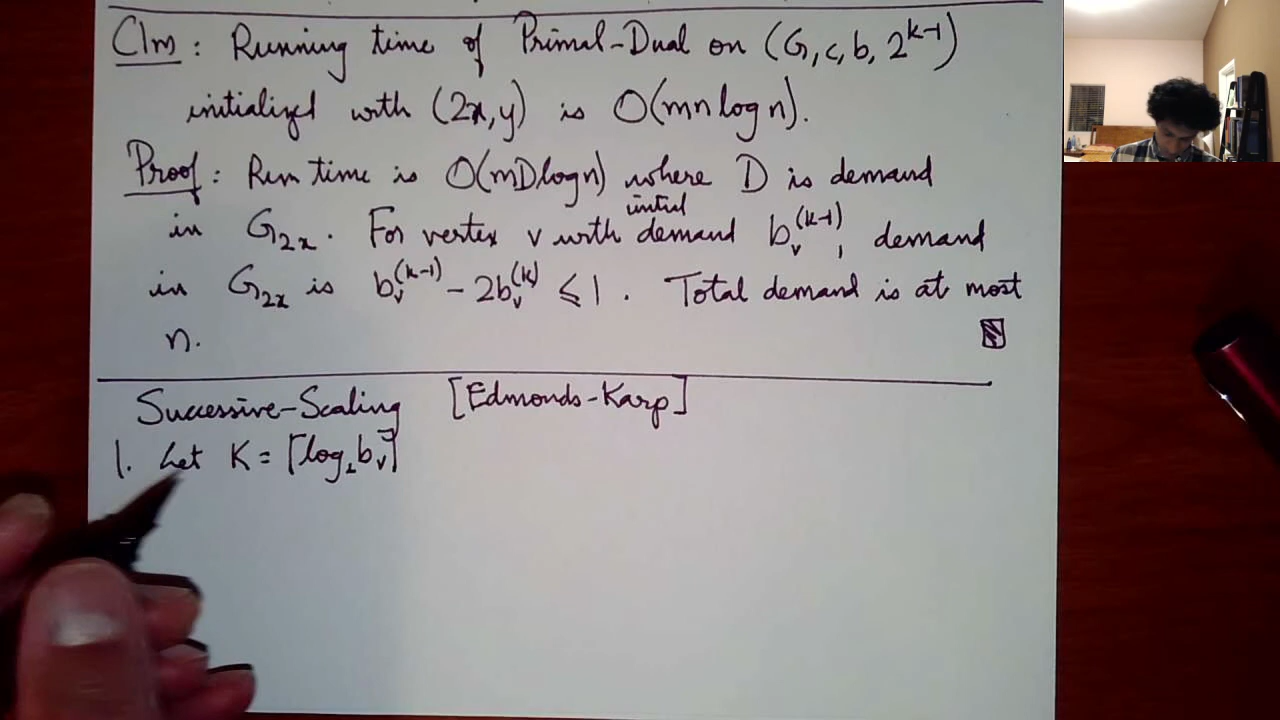 Clm: Running time of Primal-Dual on (G, c, b, 2^{k-1})
initialized with (2x, y) is O(mn log n).
Proof: Run time is O(mD log n) where D is demand
in G_{2x}. For vertex v with initial demand b_v^{(k-1)}, demand
in G_{2x} is b_v^{(k-1)} - 2b_v^{(k)} ⩽ 1. Total demand is at most
n.
Successive-Scaling [Edmonds-Karp]
1. Let K = ⌈log_2 b_v⌉